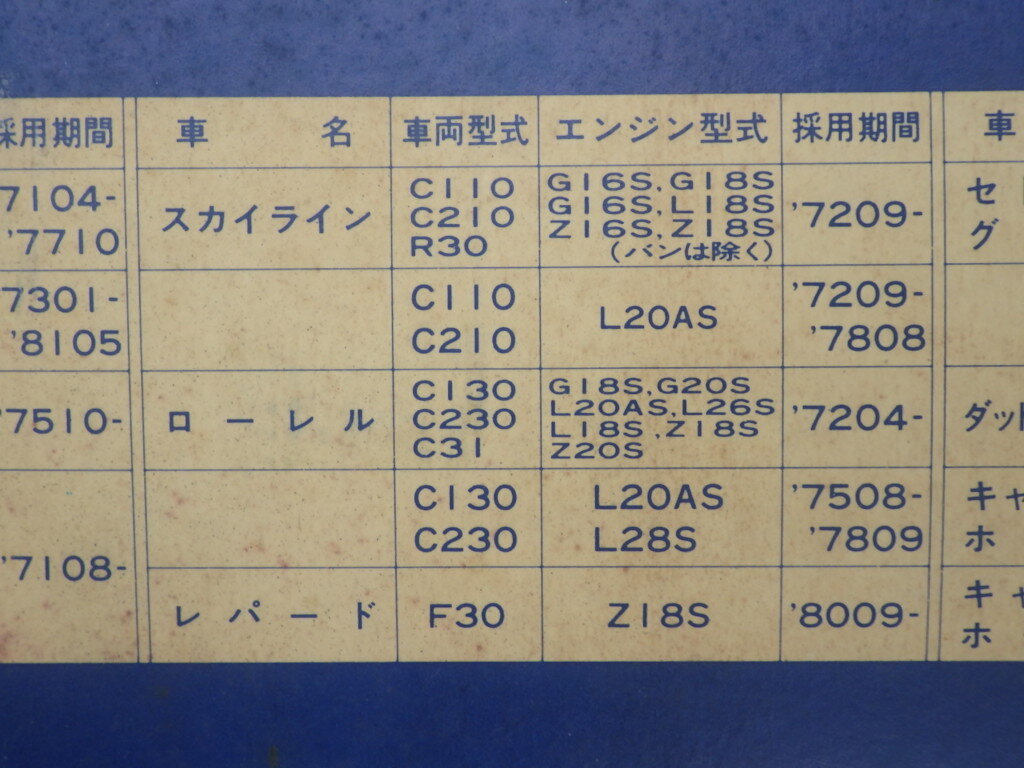 採用期間
7104-
'7710
7301-
'8105
'7510-
'7108-
車 名 車両型式 エンジン型式 採用期間
スカイライン
C110
C210
R30
G16S, G18S
G16S, L18S
Z16S, Z18S
(バンは除く)
'7209-
C110
C210
L20AS
'7209-
'7808
ローレル
C130
C230
C31
G18S, G20S
L20AS, L26S
L18S, Z18S
Z20S
'7204-
C130
C230
L20AS
L28S
'7508-
'7809
レパード
F30
Z18S
'8009-
車
セド
グ
ダット
キャ
ホ
キャ
ホ